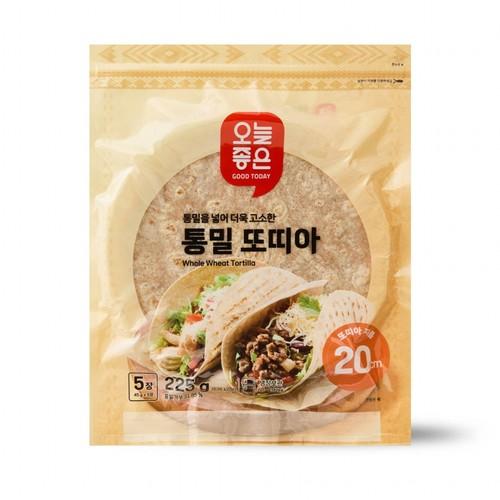 오늘
좋은
GOOD TODAY
통밀을 넣어 더욱 고소한
통밀 또띠아
Whole Wheat Tortilla
또띠아 지름
20cm
5장
225 g